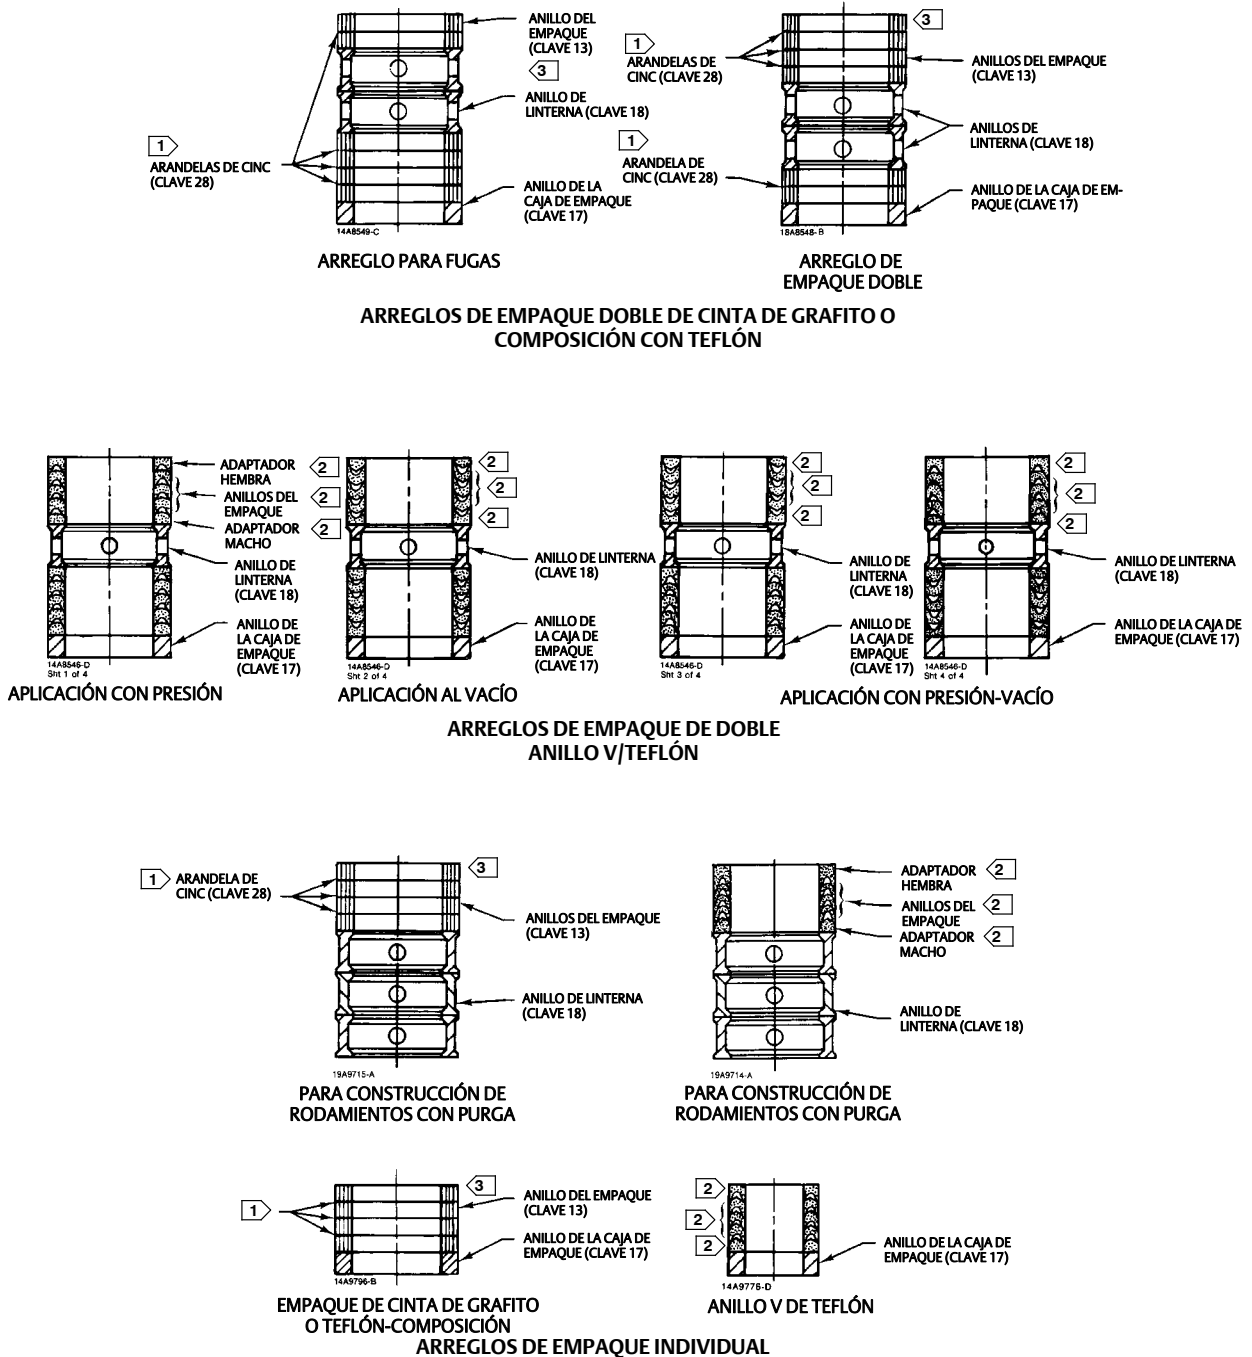 ANILLO DEL
EMPAQUE
(CLAVE 13)
3
ANILLO DE
LINTERNA (CLAVE 18)
1
ARANDELAS DE CINC
(CLAVE 28)
ANILLO DE LA
CAJA DE EMPAQUE
(CLAVE 17)
14A8549-C
ARREGLO PARA FUGAS
3
1
ARANDELAS DE
CINC (CLAVE 28)
ANILLOS DEL EMPAQUE
(CLAVE 13)
ANILLOS DE
LINTERNA (CLAVE 18)
1
ARANDELA DE
CINC (CLAVE 28)
ANILLO DE LA CAJA DE EM-
PAQUE (CLAVE 17)
18A8548-B
ARREGLO DE
EMPAQUE DOBLE
ARREGLOS DE EMPAQUE DOBLE DE CINTA DE GRAFITO O
COMPOSICIÓN CON TEFLÓN
ADAPTADOR
HEMBRA
2
ANILLOS DEL
EMPAQUE
2
ADAPTADOR
MACHO
2
ANILLO DE
LINTERNA
(CLAVE 18)
ANILLO DE
LA CAJA DE
EMPAQUE
(CLAVE 17)
14A8546-D
Sht 1 of 4
APLICACIÓN CON PRESIÓN
2
2
2
ANILLO DE LINTERNA
(CLAVE 18)
ANILLO DE
LA CAJA DE
EMPAQUE
(CLAVE 17)
14A8546-D
Sht 2 of 4
APLICACIÓN AL VACÍO
2
2
2
ANILLO DE
LINTERNA
(CLAVE 18)
ANILLO DE
LA CAJA DE
EMPAQUE
(CLAVE 17)
14A8546-D
Sht 3 of 4
2
2
2
ANILLO DE LINTERNA
(CLAVE 18)
ANILLO DE LA CAJA DE
EMPAQUE (CLAVE 17)
14A8546-D
Sht 4 of 4
APLICACIÓN CON PRESIÓN-VACÍO
ARREGLOS DE EMPAQUE DE DOBLE
ANILLO V/TEFLÓN
1
ARANDELA DE
CINC (CLAVE 28)
3
ANILLOS DEL EMPAQUE
(CLAVE 13)
ANILLO DE LINTERNA
(CLAVE 18)
19A9715-A
PARA CONSTRUCCIÓN DE
RODAMIENTOS CON PURGA
ADAPTADOR
HEMBRA
2
ANILLOS DEL
EMPAQUE
2
ADAPTADOR
MACHO
2
ANILLO DE
LINTERNA (CLAVE 18)
19A9714-A
PARA CONSTRUCCIÓN DE
RODAMIENTOS CON PURGA
1
3
ANILLO DEL EMPAQUE
(CLAVE 13)
ANILLO DE LA CAJA DE
EMPAQUE (CLAVE 17)
14A9796-B
EMPAQUE DE CINTA DE GRAFITO
O TEFLÓN-COMPOSICIÓN
2
2
2
ANILLO DE LA CAJA DE
EMPAQUE (CLAVE 17)
14A9776-D
ANILLO V DE TEFLÓN
ARREGLOS DE EMPAQUE INDIVIDUAL